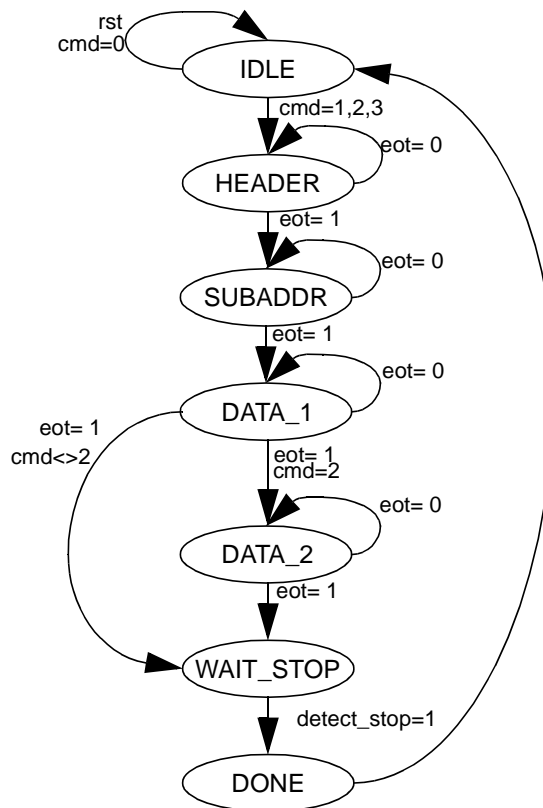 rst
cmd=0
IDLE
cmd=1,2,3
eot= 0
HEADER
eot= 1
eot= 0
SUBADDR
eot= 1
eot= 0
DATA_1
eot= 1
cmd<>2
eot= 1
cmd=2
eot= 0
DATA_2
eot= 1
WAIT_STOP
detect_stop=1
DONE